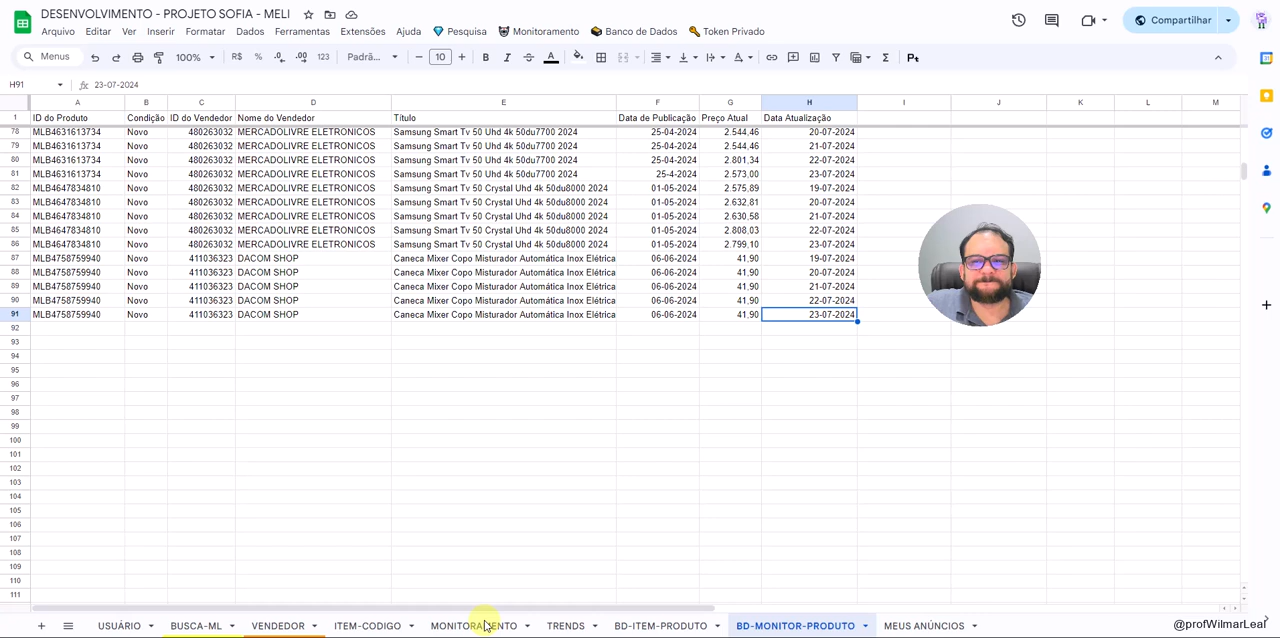 DESENVOLVIMENTO - PROJETO SOFIA - MELI
Arquivo Editar Ver Inserir Formatar Dados Ferramentas Extensões Ajuda Pesquisa Monitoramento Banco de Dados Token Privado
Compartilhar
Menus 100% R$ % .0 .00 123 Padrã... 10 B I S A Pt
H91 fx 23-07-2024
A B C D E F G H I J K L M
1 ID do Produto Condição ID do Vendedor Nome do Vendedor Título Data de Publicação Preço Atual Data Atualização
78 MLB4631613734 Novo 480263032 MERCADOLIVRE ELETRONICOS Samsung Smart Tv 50 Uhd 4k 50du7700 2024 25-04-2024 2.544,46 20-07-2024
79 MLB4631613734 Novo 480263032 MERCADOLIVRE ELETRONICOS Samsung Smart Tv 50 Uhd 4k 50du7700 2024 25-04-2024 2.544,46 21-07-2024
80 MLB4631613734 Novo 480263032 MERCADOLIVRE ELETRONICOS Samsung Smart Tv 50 Uhd 4k 50du7700 2024 25-04-2024 2.801,34 22-07-2024
81 MLB4631613734 Novo 480263032 MERCADOLIVRE ELETRONICOS Samsung Smart Tv 50 Uhd 4k 50du7700 2024 25-4-2024 2.573,00 23-07-2024
82 MLB4647834810 Novo 480263032 MERCADOLIVRE ELETRONICOS Samsung Smart Tv 50 Crystal Uhd 4k 50du8000 2024 01-05-2024 2.575,89 19-07-2024
83 MLB4647834810 Novo 480263032 MERCADOLIVRE ELETRONICOS Samsung Smart Tv 50 Crystal Uhd 4k 50du8000 2024 01-05-2024 2.632,81 20-07-2024
84 MLB4647834810 Novo 480263032 MERCADOLIVRE ELETRONICOS Samsung Smart Tv 50 Crystal Uhd 4k 50du8000 2024 01-05-2024 2.630,58 21-07-2024
85 MLB4647834810 Novo 480263032 MERCADOLIVRE ELETRONICOS Samsung Smart Tv 50 Crystal Uhd 4k 50du8000 2024 01-05-2024 2.808,03 22-07-2024
86 MLB4647834810 Novo 480263032 MERCADOLIVRE ELETRONICOS Samsung Smart Tv 50 Crystal Uhd 4k 50du8000 2024 01-05-2024 2.799,10 23-07-2024
87 MLB4758759940 Novo 411036323 DACOM SHOP Caneca Mixer Copo Misturador Automática Inox Elétrica 06-06-2024 41,90 19-07-2024
88 MLB4758759940 Novo 411036323 DACOM SHOP Caneca Mixer Copo Misturador Automática Inox Elétrica 06-06-2024 41,90 20-07-2024
89 MLB4758759940 Novo 411036323 DACOM SHOP Caneca Mixer Copo Misturador Automática Inox Elétrica 06-06-2024 41,90 21-07-2024
90 MLB4758759940 Novo 411036323 DACOM SHOP Caneca Mixer Copo Misturador Automática Inox Elétrica 06-06-2024 41,90 22-07-2024
91 MLB4758759940 Novo 411036323 DACOM SHOP Caneca Mixer Copo Misturador Automática Inox Elétrica 06-06-2024 41,90 23-07-2024
92
93
94
95
96
97
98
99
100
101
102
103
104
105
106
107
108
109
110
111
USUÁRIO BUSCA-ML VENDEDOR ITEM-CODIGO MONITORAMENTO TRENDS BD-ITEM-PRODUTO BD-MONITOR-PRODUTO MEUS ANÚNCIOS
@profWilmarLeal